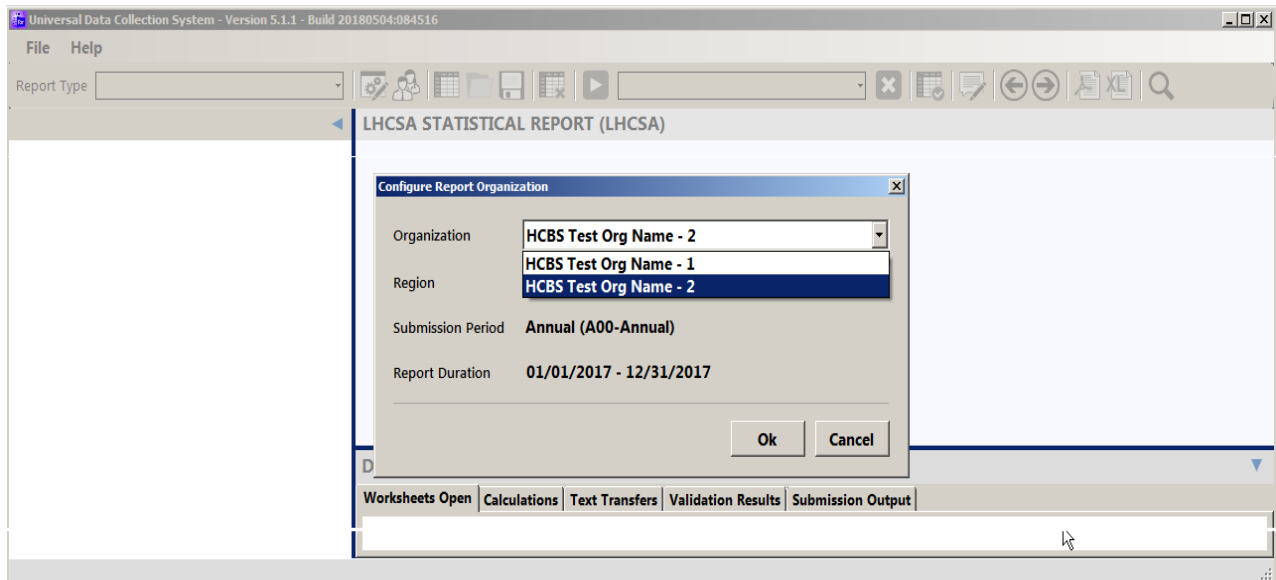 Universal Data Collection System - Version 5.1.1 - Build 20180504:084516
File Help
Report Type
LHCSA STATISTICAL REPORT (LHCSA)
Configure Report Organization
Organization HCBS Test Org Name - 2
HCBS Test Org Name - 1
Region HCBS Test Org Name - 2
Submission Period Annual (A00-Annual)
Report Duration 01/01/2017 - 12/31/2017
Ok Cancel
D
Worksheets Open Calculations Text Transfers Validation Results Submission Output